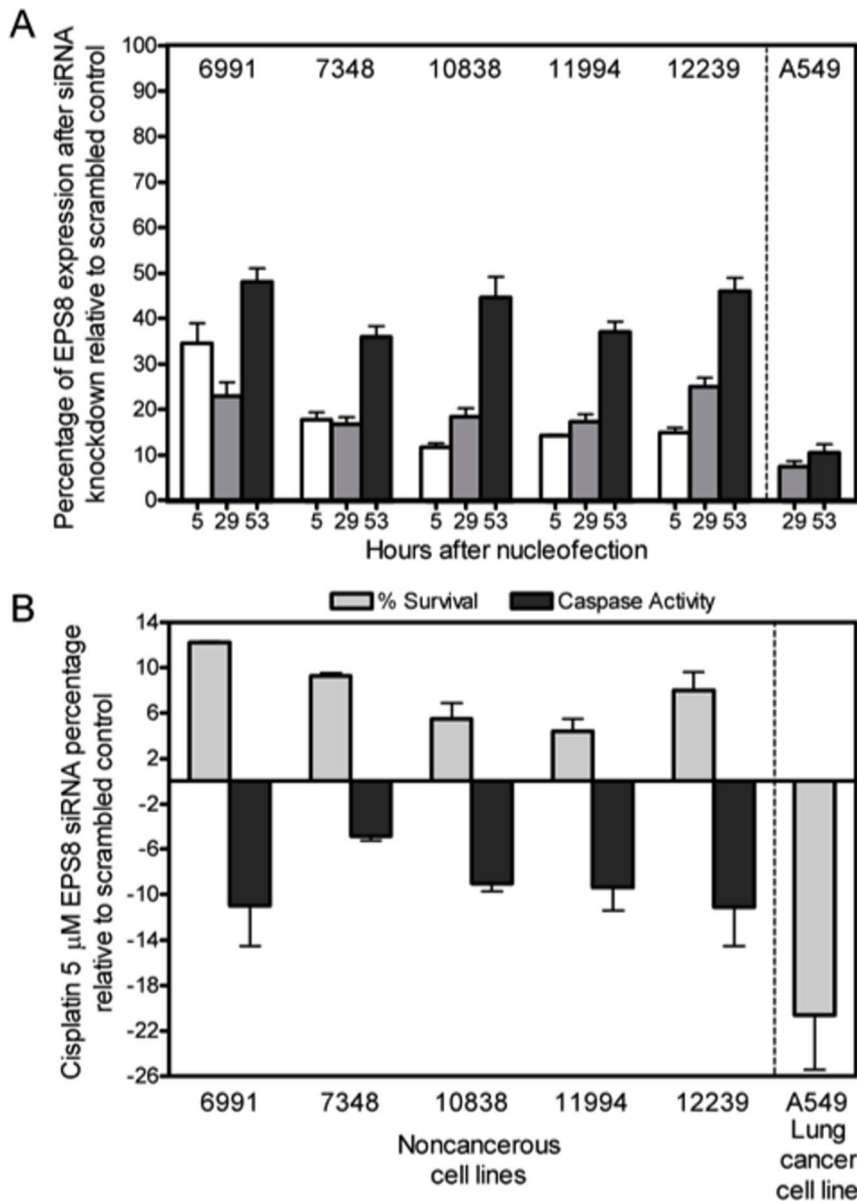 A
Percentage of EPS8 expression after siRNA
knockdown relative to scrambled control
100
90
80
70
60
50
40
30
20
10
0
6991 7348 10838 11994 12239 A549
5 29 53 5 29 53 5 29 53 5 29 53 5 29 53 29 53
Hours after nucleofection
B
% Survival Caspase Activity
Cisplatin 5 μM EPS8 siRNA percentage
relative to scrambled control
14
10
6
2
-2
-6
-10
-14
-18
-22
-26
6991 7348 10838 11994 12239 A549
Noncancerous
cell lines
Lung
cancer
cell line